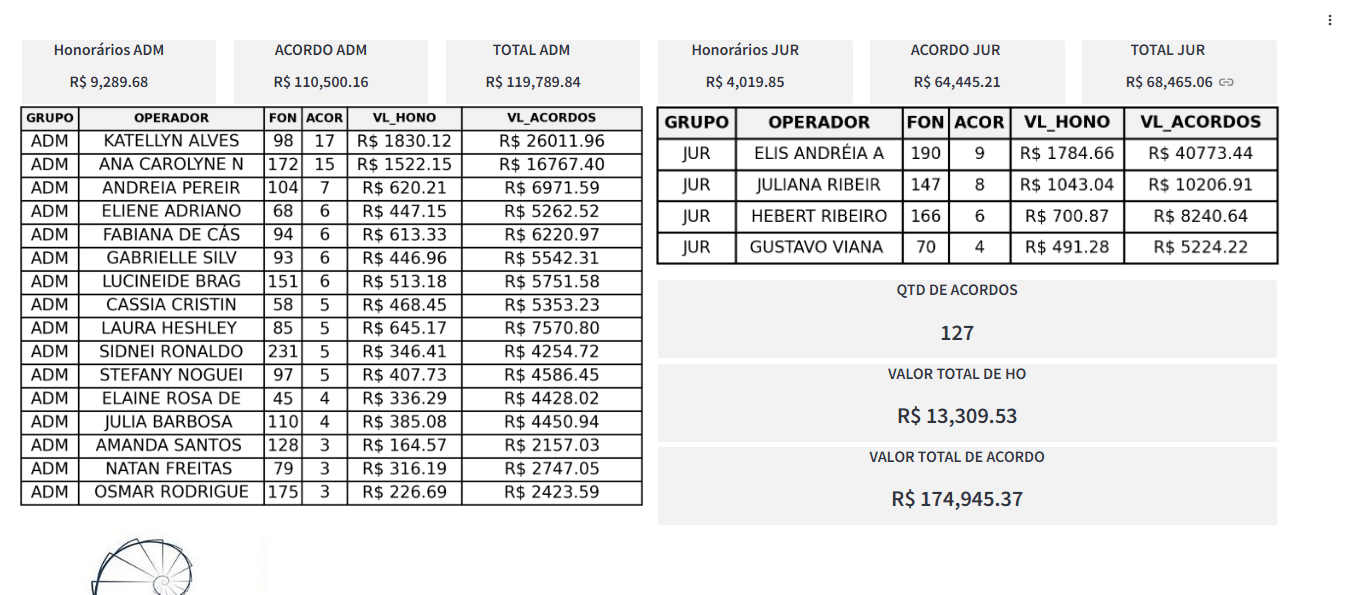 Honorários ADM
R$ 9,289.68
ACORDO ADM
R$ 110,500.16
TOTAL ADM
R$ 119,789.84
Honorários JUR
R$ 4,019.85
ACORDO JUR
R$ 64,445.21
TOTAL JUR
R$ 68,465.06
GRUPO OPERADOR FON ACOR VL_HONO VL_ACORDOS
ADM KATELLYN ALVES 98 17 R$ 1830.12 R$ 26011.96
ADM ANA CAROLYNE N 172 15 R$ 1522.15 R$ 16767.40
ADM ANDREIA PEREIR 104 7 R$ 620.21 R$ 6971.59
ADM ELIENE ADRIANO 68 6 R$ 447.15 R$ 5262.52
ADM FABIANA DE CÁS 94 6 R$ 613.33 R$ 6220.97
ADM GABRIELLE SILV 93 6 R$ 446.96 R$ 5542.31
ADM LUCINEIDE BRAG 151 6 R$ 513.18 R$ 5751.58
ADM CASSIA CRISTIN 58 5 R$ 468.45 R$ 5353.23
ADM LAURA HESHLEY 85 5 R$ 645.17 R$ 7570.80
ADM SIDNEI RONALDO 231 5 R$ 346.41 R$ 4254.72
ADM STEFANY NOGUEI 97 5 R$ 407.73 R$ 4586.45
ADM ELAINE ROSA DE 45 4 R$ 336.29 R$ 4428.02
ADM JULIA BARBOSA 110 4 R$ 385.08 R$ 4450.94
ADM AMANDA SANTOS 128 3 R$ 164.57 R$ 2157.03
ADM NATAN FREITAS 79 3 R$ 316.19 R$ 2747.05
ADM OSMAR RODRIGUE 175 3 R$ 226.69 R$ 2423.59
GRUPO OPERADOR FON ACOR VL_HONO VL_ACORDOS
JUR ELIS ANDRÉIA A 190 9 R$ 1784.66 R$ 40773.44
JUR JULIANA RIBEIR 147 8 R$ 1043.04 R$ 10206.91
JUR HEBERT RIBEIRO 166 6 R$ 700.87 R$ 8240.64
JUR GUSTAVO VIANA 70 4 R$ 491.28 R$ 5224.22
QTD DE ACORDOS
127
VALOR TOTAL DE HO
R$ 13,309.53
VALOR TOTAL DE ACORDO
R$ 174,945.37